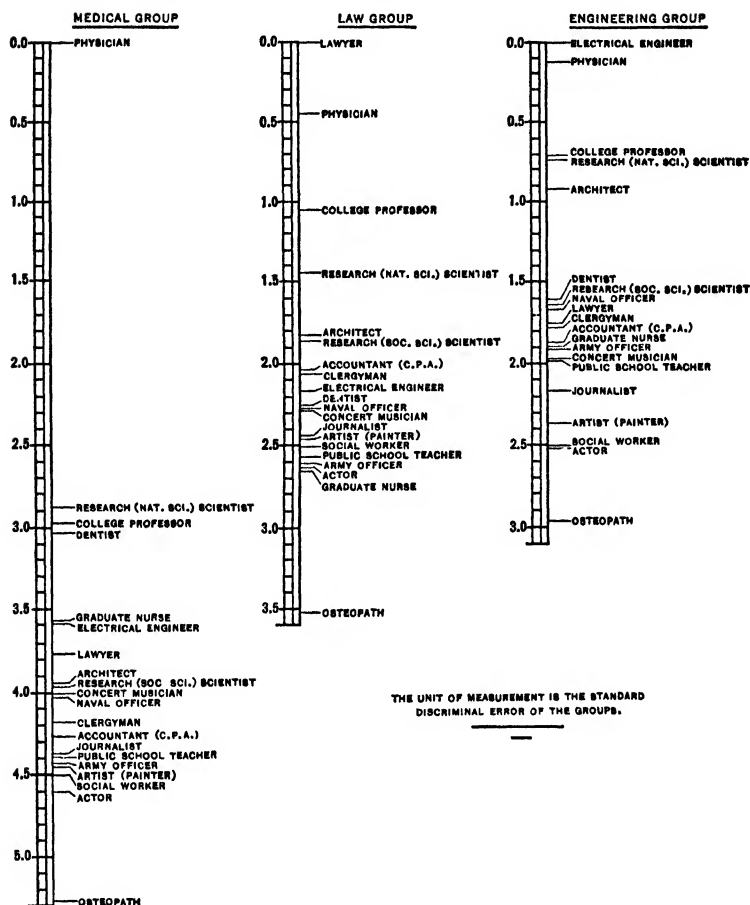 MEDICAL GROUP
0.0
PHYSICIAN
0.5
1.0
1.5
2.0
2.5
RESEARCH (NAT. SCI.) SCIENTIST
COLLEGE PROFESSOR
3.0
DENTIST
3.5
GRADUATE NURSE
ELECTRICAL ENGINEER
LAWYER
ARCHITECT
RESEARCH (SOC SCI.) SCIENTIST
4.0
CONCERT MUSICIAN
NAVAL OFFICER
CLERGYMAN
ACCOUNTANT (C.P.A.)
JOURNALIST
PUBLIC SCHOOL TEACHER
ARMY OFFICER
4.5
ARTIST (PAINTER)
SOCIAL WORKER
ACTOR
5.0
OSTEOPATH
LAW GROUP
0.0
LAWYER
PHYSICIAN
0.5
1.0
COLLEGE PROFESSOR
RESEARCH (NAT. SCI.) SCIENTIST
1.5
ARCHITECT
RESEARCH (SOC. SCI.) SCIENTIST
2.0
ACCOUNTANT (C.P.A.)
CLERGYMAN
ELECTRICAL ENGINEER
DENTIST
NAVAL OFFICER
CONCERT MUSICIAN
JOURNALIST
ARTIST (PAINTER)
2.5
SOCIAL WORKER
PUBLIC SCHOOL TEACHER
ARMY OFFICER
ACTOR
GRADUATE NURSE
3.0
3.5
OSTEOPATH
ENGINEERING GROUP
0.0
ELECTRICAL ENGINEER
PHYSICIAN
0.5
COLLEGE PROFESSOR
RESEARCH (NAT. SCI.) SCIENTIST
ARCHITECT
1.0
1.5
DENTIST
RESEARCH (SOC. SCI.) SCIENTIST
NAVAL OFFICER
LAWYER
CLERGYMAN
ACCOUNTANT (C.P.A.)
GRADUATE NURSE
ARMY OFFICER
2.0
CONCERT MUSICIAN
PUBLIC SCHOOL TEACHER
JOURNALIST
ARTIST (PAINTER)
2.5
SOCIAL WORKER
ACTOR
3.0
OSTEOPATH
THE UNIT OF MEASUREMENT IS THE STANDARD
DISCRIMINAL ERROR OF THE GROUPS.